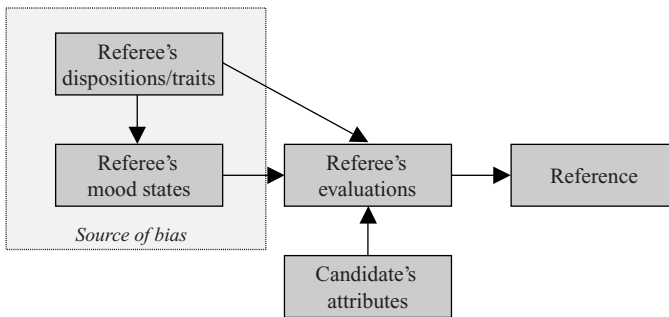 Referee’s
dispositions/traits
Referee’s
mood states
Source of bias
Referee’s
evaluations
Reference
Candidate’s
attributes